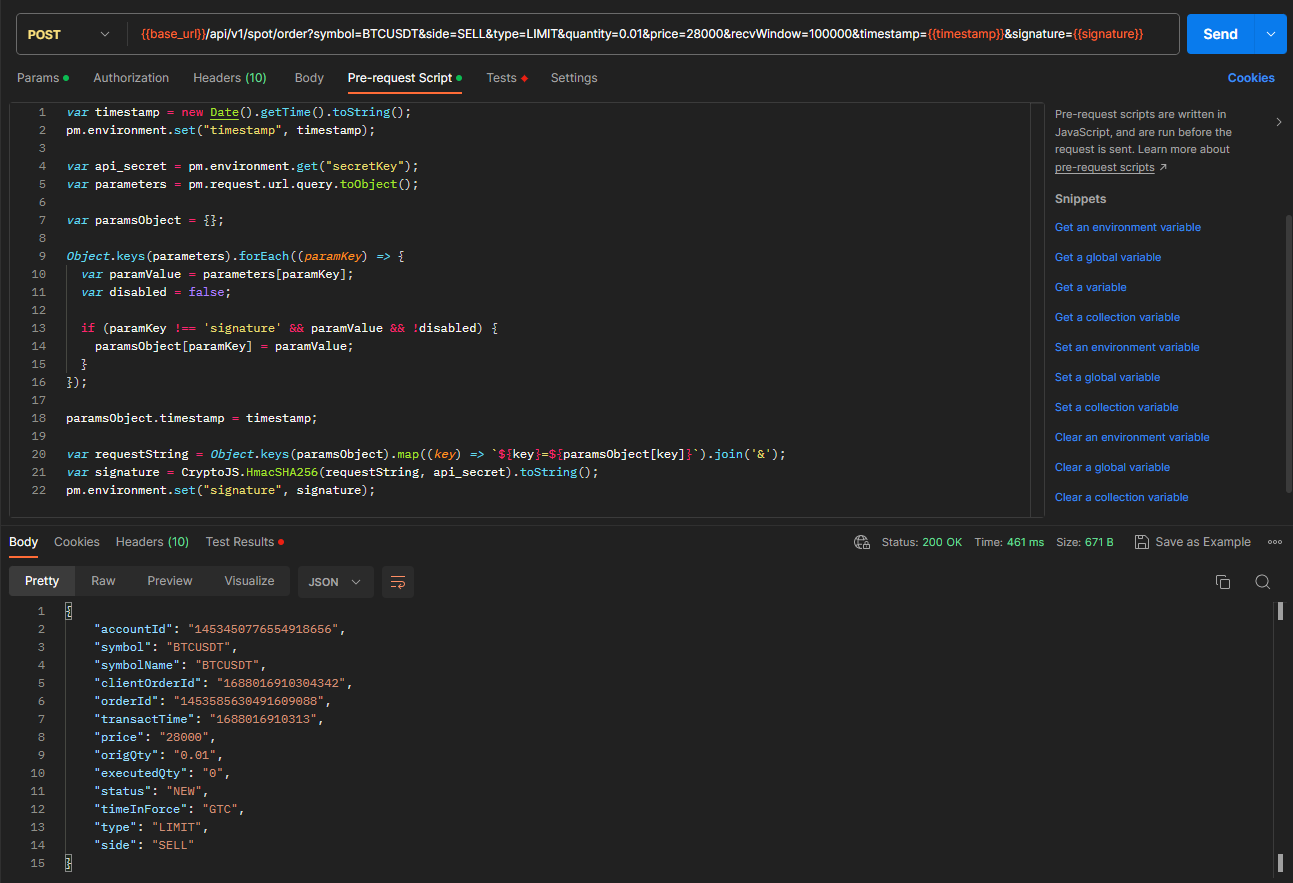 POST {{base_url}}/api/v1/spot/order?symbol=BTCUSDT&side=SELL&type=LIMIT&quantity=0.01&price=28000&recvWindow=100000&timestamp={{timestamp}}&signature={{signature}} Send
Params Authorization Headers (10) Body Pre-request Script Tests Settings Cookies
1 var timestamp = new Date().getTime().toString();
2 pm.environment.set("timestamp", timestamp);
3
4 var api_secret = pm.environment.get("secretKey");
5 var parameters = pm.request.url.query.toObject();
6
7 var paramsObject = {};
8
9 Object.keys(parameters).forEach((paramKey) => {
10   var paramValue = parameters[paramKey];
11   var disabled = false;
12
13   if (paramKey !== 'signature' && paramValue && !disabled) {
14     paramsObject[paramKey] = paramValue;
15   }
16 });
17
18 paramsObject.timestamp = timestamp;
19
20 var requestString = Object.keys(paramsObject).map((key) => `${key}=${paramsObject[key]}`).join('&');
21 var signature = CryptoJS.HmacSHA256(requestString, api_secret).toString();
22 pm.environment.set("signature", signature);
Pre-request scripts are written in
JavaScript, and are run before the
request is sent. Learn more about
pre-request scripts ↗
Snippets
Get an environment variable
Get a global variable
Get a variable
Get a collection variable
Set an environment variable
Set a global variable
Set a collection variable
Clear an environment variable
Clear a global variable
Clear a collection variable
Body Cookies Headers (10) Test Results Status: 200 OK Time: 461 ms Size: 671 B Save as Example
Pretty Raw Preview Visualize JSON
1 {
2     "accountId": "1453450776554918656",
3     "symbol": "BTCUSDT",
4     "symbolName": "BTCUSDT",
5     "clientOrderId": "1688016910304342",
6     "orderId": "1453585630491609088",
7     "transactTime": "1688016910313",
8     "price": "28000",
9     "origQty": "0.01",
10     "executedQty": "0",
11     "status": "NEW",
12     "timeInForce": "GTC",
13     "type": "LIMIT",
14     "side": "SELL"
15 }